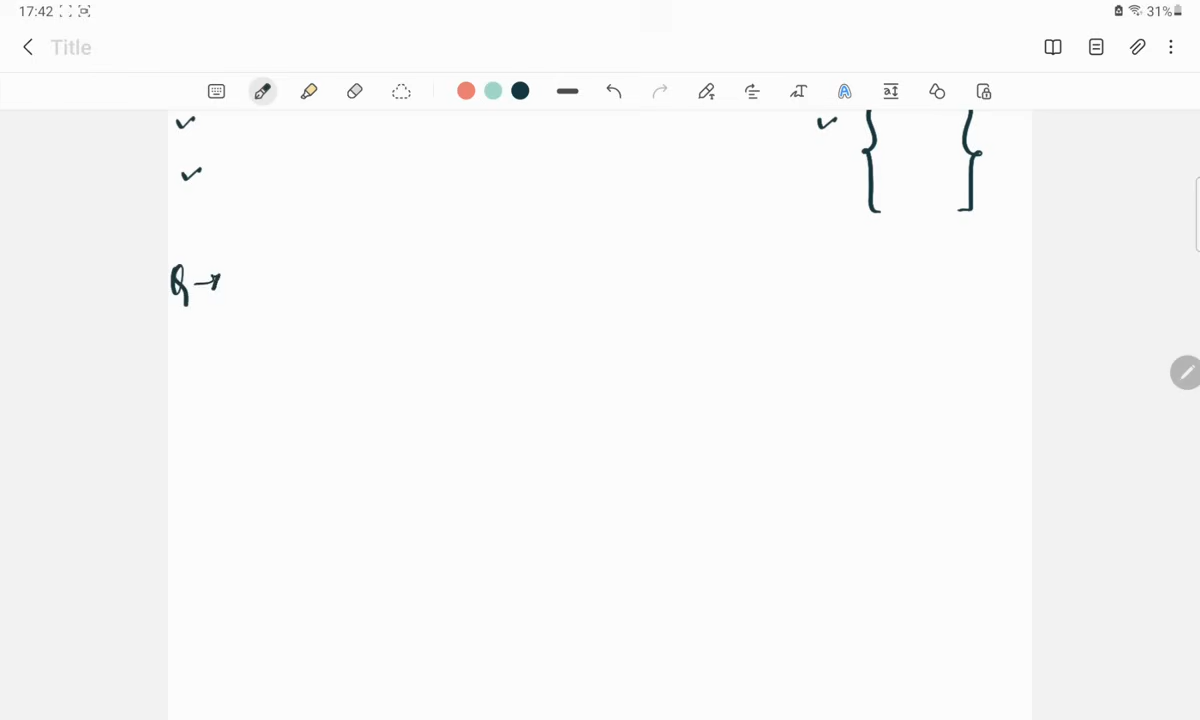 17:42 31%
Title
✓ ✓ { }
✓
Q →